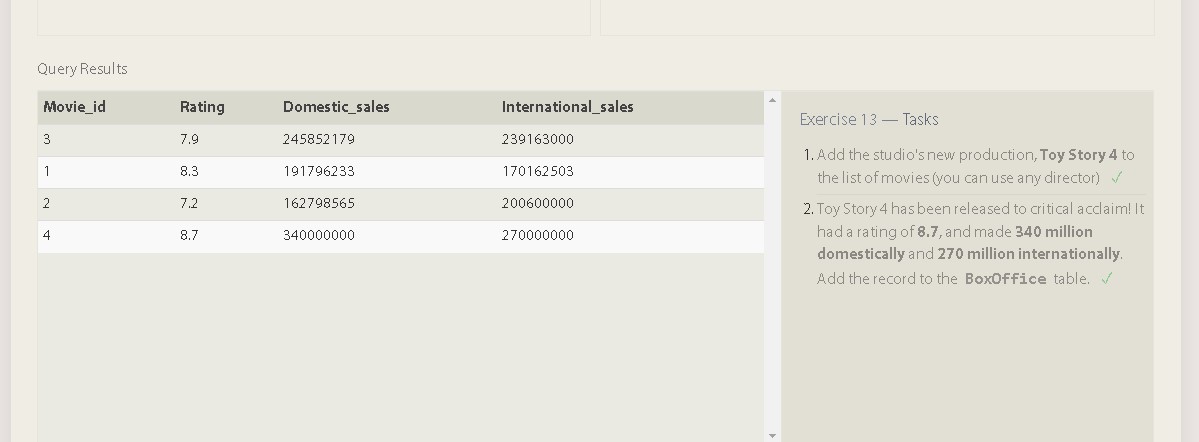 Query Results
Movie_id Rating Domestic_sales International_sales
3 7.9 245852179 239163000
1 8.3 191796233 170162503
2 7.2 162798565 200600000
4 8.7 340000000 270000000
Exercise 13 — Tasks
1. Add the studio's new production, Toy Story 4 to
the list of movies (you can use any director) ✓
2. Toy Story 4 has been released to critical acclaim! It
had a rating of 8.7, and made 340 million
domestically and 270 million internationally.
Add the record to the BoxOffice table. ✓